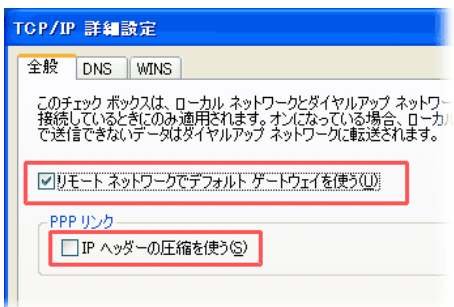 TCP/IP 詳細設定
全般 DNS WINS
このチェック ボックスは、ローカル ネットワークとダイヤルアップ ネットワー
接続しているときにのみ適用されます。オンになっている場合、ローカル
で送信できないデータはダイヤルアップ ネットワークに転送されます。
リモート ネットワークでデフォルト ゲートウェイを使う(U)
PPP リンク
IP ヘッダーの圧縮を使う(S)